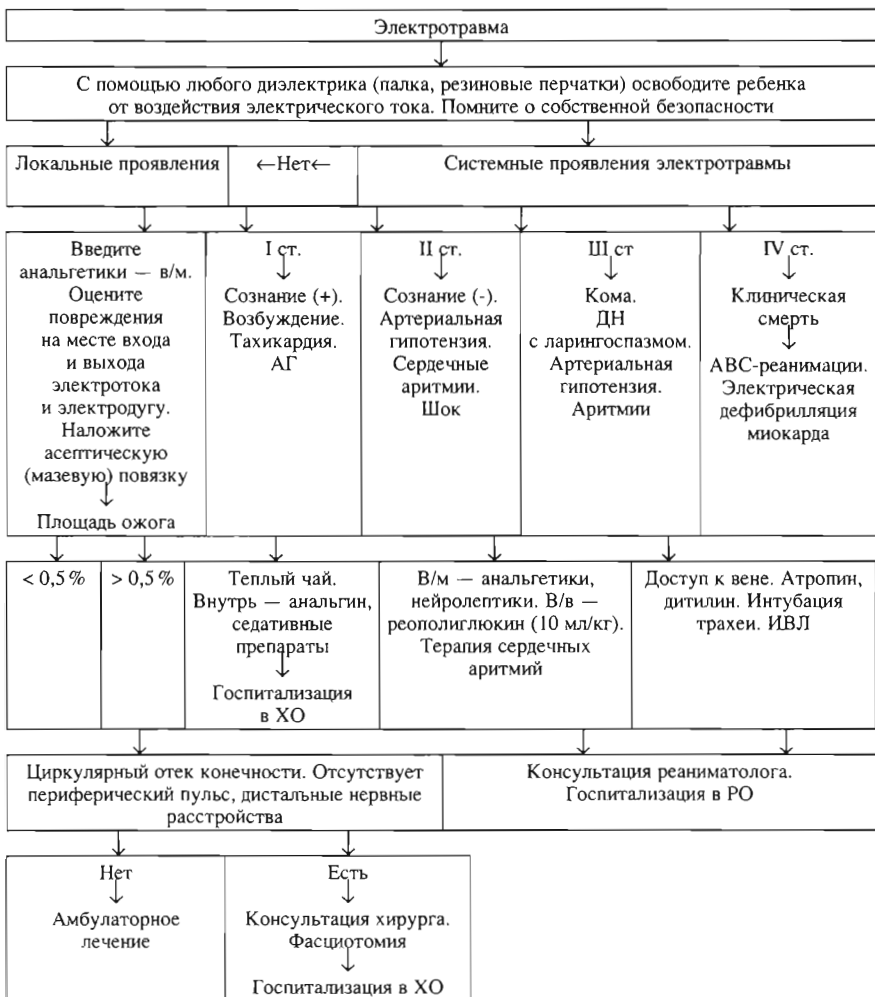 Электротравма
С помощью любого диэлектрика (палка, резиновые перчатки) освободите ребенка
от воздействия электрического тока. Помните о собственной безопасности
Локальные проявления
←Нет←
Системные проявления электротравмы
Введите
анальгетики — в/м.
Оцените
повреждения
на месте входа
и выхода
электротока
и электродугу.
Наложите
асептическую
(мазевую) повязку
Площадь ожога
I ст.
Сознание (+).
Возбуждение.
Тахикардия.
АГ
II ст.
Сознание (-).
Артериальная
гипотензия.
Сердечные
аритмии.
Шок
III ст
Кома.
ДН
с ларингоспазмом.
Артериальная
гипотензия.
Аритмии
IV ст.
Клиническая
смерть
АВС-реанимации.
Электрическая
дефибрилляция
миокарда
< 0,5 %
> 0,5 %
Теплый чай.
Внутрь — анальгин,
седативные
препараты
Госпитализация
в ХО
В/м — анальгетики,
нейролептики. В/в —
реополиглюкин (10 мл/кг).
Терапия сердечных
аритмий
Доступ к вене. Атропин,
дитилин. Интубация
трахеи. ИВЛ
Циркулярный отек конечности. Отсутствует
периферический пульс, дистальные нервные
расстройства
Консультация реаниматолога.
Госпитализация в РО
Нет
Амбулаторное
лечение
Есть
Консультация хирурга.
Фасциотомия
Госпитализация в ХО